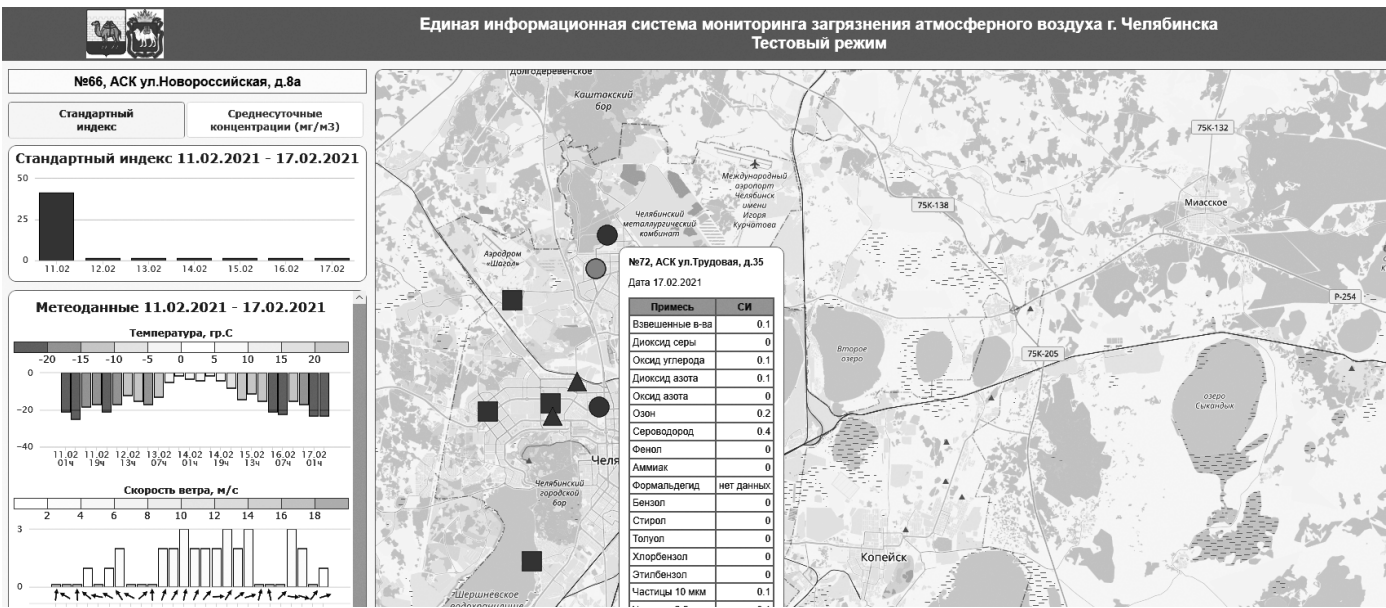 Единая информационная система мониторинга загрязнения атмосферного воздуха г. Челябинска
Тестовый режим
№66, АСК ул.Новороссийская, д.8а
Стандартный
индекс
Среднесуточные
концентрации (мг/м3)
Стандартный индекс 11.02.2021 - 17.02.2021
50
25
0
11.02 12.02 13.02 14.02 15.02 16.02 17.02
Метеоданные 11.02.2021 - 17.02.2021
Температура, гр.С
-20 -15 -10 -5 0 5 10 15 20
0
-20
-40
11.02 11.02 12.02 13.02 14.02 14.02 15.02 16.02 17.02
01ч 19ч 13ч 07ч 01ч 19ч 13ч 07ч 01ч
Скорость ветра, м/с
2 4 6 8 10 12 14 16 18
3
0
Долгодеревенское
Каштакский
бор
Международный
аэропорт
Челябинск
имени
Игоря
Курчатова
Челябинский
металлургический
комбинат
Аэродром
«Шагол»
Челя
Челябинский
городской
бор
Шершнёвское
водохранилище
№72, АСК ул.Трудовая, д.35
Дата 17.02.2021
Примесь СИ
Взвешенные в-ва 0.1
Диоксид серы 0
Оксид углерода 0.1
Диоксид азота 0.1
Оксид азота 0
Озон 0.2
Сероводород 0.4
Фенол 0
Аммиак 0
Формальдегид нет данных
Бензол 0
Стирол 0
Толуол 0
Хлорбензол 0
Этилбензол 0
Частицы 10 мкм 0.1
75К-132
75К-138
Миасское
Р-254
75К-205
Второе
озеро
озеро
Сыкандык
Копейск